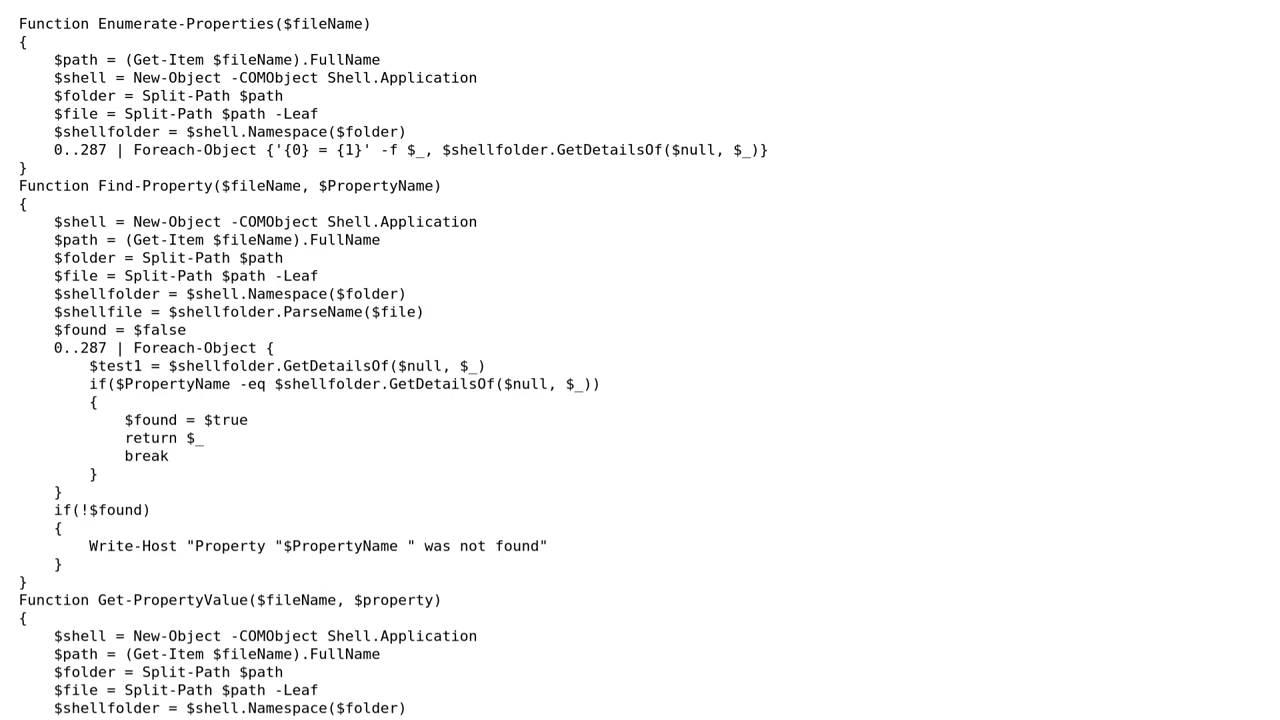 Function Enumerate-Properties($fileName)
{
    $path = (Get-Item $fileName).FullName
    $shell = New-Object -COMObject Shell.Application
    $folder = Split-Path $path
    $file = Split-Path $path -Leaf
    $shellfolder = $shell.Namespace($folder)
    0..287 | Foreach-Object {'{0} = {1}' -f $_, $shellfolder.GetDetailsOf($null, $_)}
}
Function Find-Property($fileName, $PropertyName)
{
    $shell = New-Object -COMObject Shell.Application
    $path = (Get-Item $fileName).FullName
    $folder = Split-Path $path
    $file = Split-Path $path -Leaf
    $shellfolder = $shell.Namespace($folder)
    $shellfile = $shellfolder.ParseName($file)
    $found = $false
    0..287 | Foreach-Object {
        $test1 = $shellfolder.GetDetailsOf($null, $_)
        if($PropertyName -eq $shellfolder.GetDetailsOf($null, $_))
        {
            $found = $true
            return $_
            break
        }
    }
    if(!$found)
    {
        Write-Host "Property "$PropertyName " was not found"
    }
}
Function Get-PropertyValue($fileName, $property)
{
    $shell = New-Object -COMObject Shell.Application
    $path = (Get-Item $fileName).FullName
    $folder = Split-Path $path
    $file = Split-Path $path -Leaf
    $shellfolder = $shell.Namespace($folder)